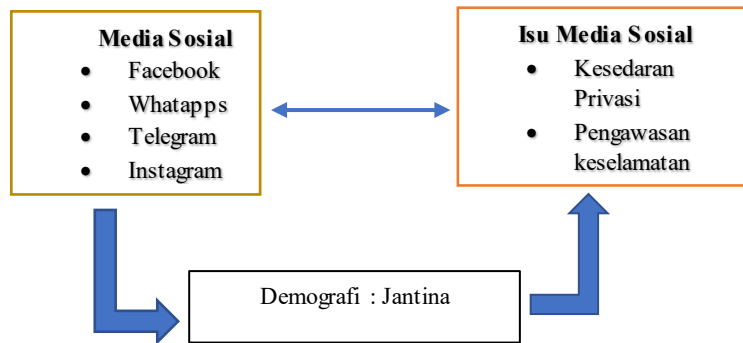 Media Sosial
• Facebook
• Whatapps
• Telegram
• Instagram
Isu Media Sosial
• Kesedaran
Privasi
• Pengawasan
keselamatan
Demografi : Jantina